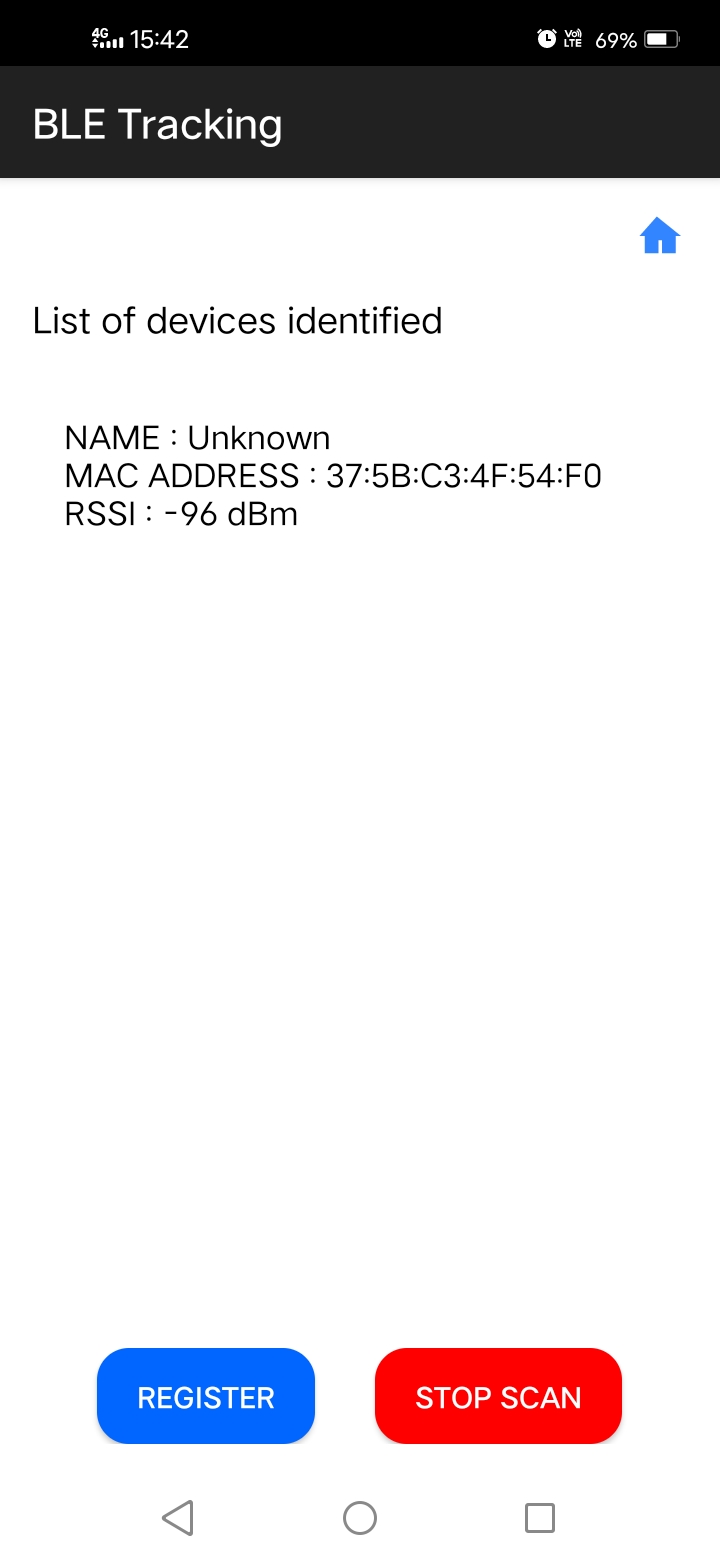 4G 15:42 Vo) LTE 69%
BLE Tracking
List of devices identified
NAME : Unknown
MAC ADDRESS : 37:5B:C3:4F:54:F0
RSSI : -96 dBm
REGISTER STOP SCAN